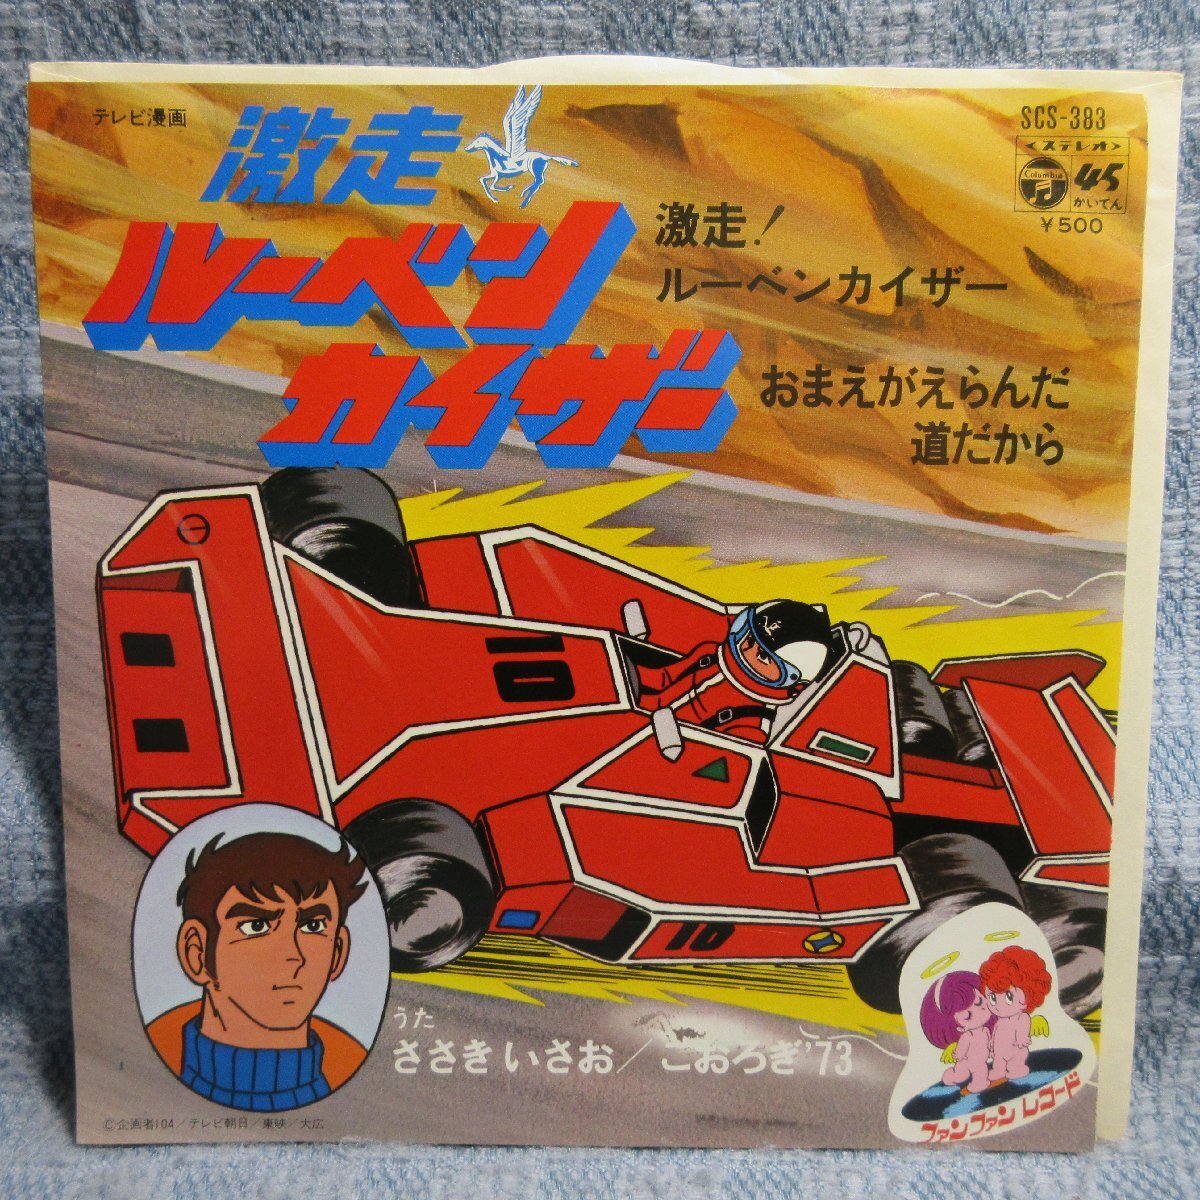 テレビ漫画
激走
ルーベン
カイザー
SCS-383
<ステレオ>
Columbia
45
かいてん
¥500
激走!
ルーベンカイザー
おまえがえらんだ
道だから
10
10
うた
ささきいさお/こおろぎ'73
ファンファンレコード
©企画者104/テレビ朝日/東映/大広